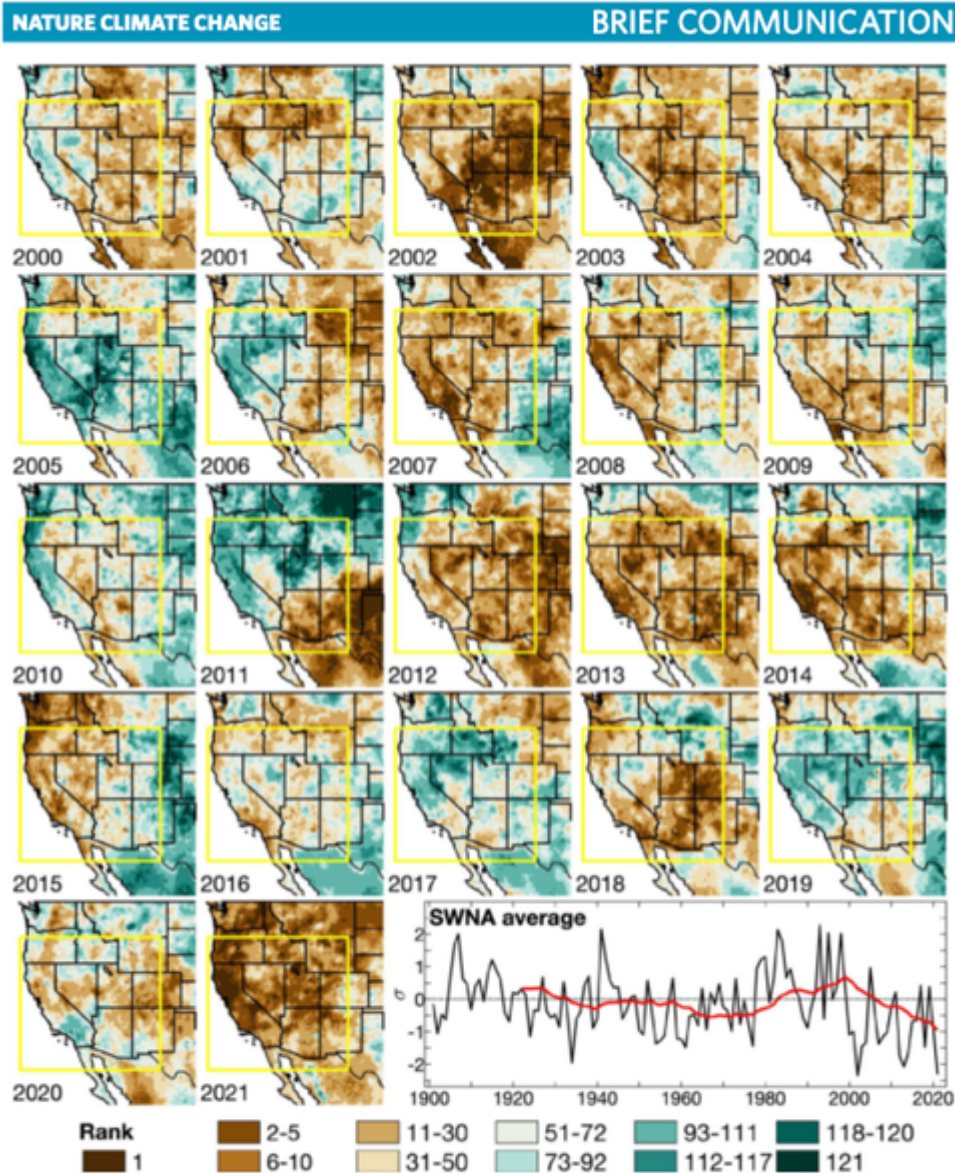 NATURE CLIMATE CHANGE BRIEF COMMUNICATION
2000 2001 2002 2003 2004
2005 2006 2007 2008 2009
2010 2011 2012 2013 2014
2015 2016 2017 2018 2019
SWNA average
2
1
0
-1
-2
σ
2020 2021
1900 1920 1940 1960 1980 2000 2020
Rank 2-5 11-30 51-72 93-111 118-120
1 6-10 31-50 73-92 112-117 121